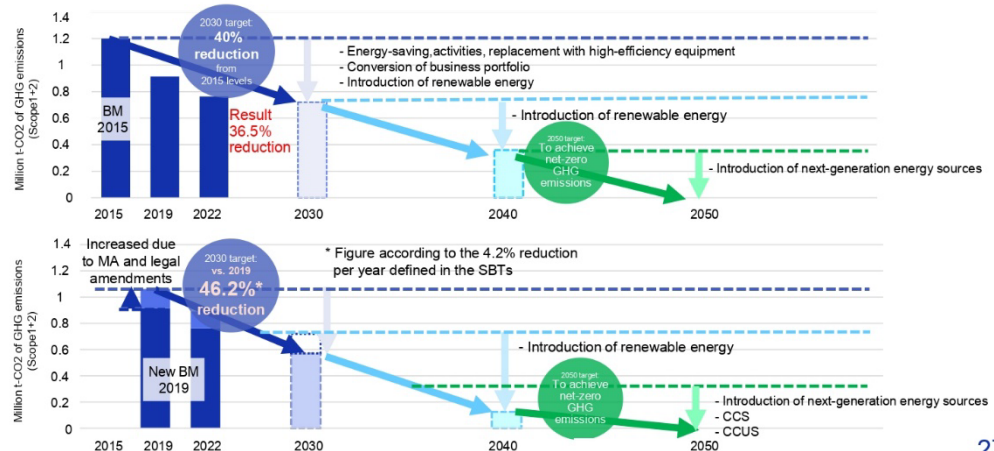 Million t-CO2 of GHG emissions
(Scope1+2)
1.4
1.2
1
0.8
0.6
0.4
0.2
0
BM
2015
2030 target:
40%
reduction
from
2015 levels
Result
36.5%
reduction
- Energy-saving,activities, replacement with high-efficiency equipment
- Conversion of business portfolio
- Introduction of renewable energy
- Introduction of renewable energy
2050 target:
To achieve
net-zero
GHG
emissions
- Introduction of next-generation energy sources
2015
2019
2022
2030
2040
2050
Million t-CO2 of GHG emissions
(Scope1+2)
1.4
1.2
1
0.8
0.6
0.4
0.2
0
Increased due
to MA and legal
amendments
2030 target:
vs. 2019
46.2%*
reduction
* Figure according to the 4.2% reduction
per year defined in the SBTs
New BM
2019
- Introduction of renewable energy
2050 target:
To achieve
net-zero
GHG
emissions
- Introduction of next-generation energy sources
- CCS
- CCUS
2015
2019
2022
2030
2040
2050